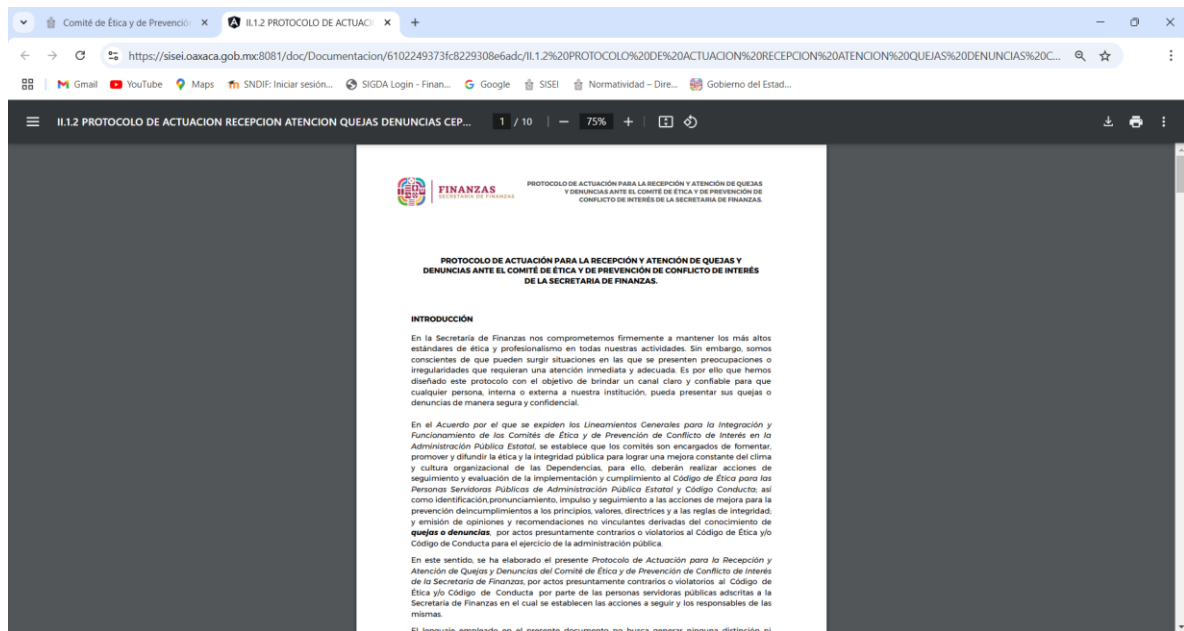 Comité de Ética y de Prevención
II.1.2 PROTOCOLO DE ACTUACI
https://sisei.oaxaca.gob.mx:8081/doc/Documentacion/6102249373fc8229308e6adc/II.1.2%20PROTOCOLO%20DE%20ACTUACION%20RECEPCION%20ATENCION%20QUEJAS%20DENUNCIAS%20C...
Gmail YouTube Maps SNDIF: Iniciar sesión... SIGDA Login - Finan... Google SISEI Normatividad – Dire... Gobierno del Estad...
II.1.2 PROTOCOLO DE ACTUACION RECEPCION ATENCION QUEJAS DENUNCIAS CEP... 1 / 10 | — 75% +
FINANZAS
SECRETARÍA DE FINANZAS
PROTOCOLO DE ACTUACIÓN PARA LA RECEPCIÓN Y ATENCIÓN DE QUEJAS
Y DENUNCIAS ANTE EL COMITÉ DE ÉTICA Y DE PREVENCIÓN DE
CONFLICTO DE INTERÉS DE LA SECRETARIA DE FINANZAS.
PROTOCOLO DE ACTUACIÓN PARA LA RECEPCIÓN Y ATENCIÓN DE QUEJAS Y
DENUNCIAS ANTE EL COMITÉ DE ÉTICA Y DE PREVENCIÓN DE CONFLICTO DE INTERÉS
DE LA SECRETARIA DE FINANZAS.
INTRODUCCIÓN
En la Secretaría de Finanzas nos comprometemos firmemente a mantener los más altos
estándares de ética y profesionalismo en todas nuestras actividades. Sin embargo, somos
conscientes de que pueden surgir situaciones en las que se presenten preocupaciones o
irregularidades que requieran una atención inmediata y adecuada. Es por ello que hemos
diseñado este protocolo con el objetivo de brindar un canal claro y confiable para que
cualquier persona, interna o externa a nuestra institución, pueda presentar sus quejas o
denuncias de manera segura y confidencial.
En el Acuerdo por el que se expiden los Lineamientos Generales para la Integración y
Funcionamiento de los Comités de Ética y de Prevención de Conflicto de Interés en la
Administración Pública Estatal, se establece que los comités son encargados de fomentar,
promover y difundir la ética y la integridad pública para lograr una mejora constante del clima
y cultura organizacional de las Dependencias, para ello, deberán realizar acciones de
seguimiento y evaluación de la implementación y cumplimiento al Código de Ética para las
Personas Servidoras Públicas de Administración Pública Estatal y Código Conducta; así
como identificación,pronunciamiento, impulso y seguimiento a las acciones de mejora para la
prevención deincumplimientos a los principios, valores, directrices y a las reglas de integridad;
y emisión de opiniones y recomendaciones no vinculantes derivadas del conocimiento de
quejas o denuncias, por actos presuntamente contrarios o violatorios al Código de Ética y/o
Código de Conducta para el ejercicio de la administración pública.
En este sentido, se ha elaborado el presente Protocolo de Actuación para la Recepción y
Atención de Quejas y Denuncias del Comité de Ética y de Prevención de Conflicto de Interés
de la Secretaría de Finanzas, por actos presuntamente contrarios o violatorios al Código de
Ética y/o Código de Conducta por parte de las personas servidoras públicas adscritas a la
Secretaría de Finanzas en el cual se establecen las acciones a seguir y los responsables de las
mismas.
El lenguaje empleado en el presente documento no busca generar ninguna distinción ni